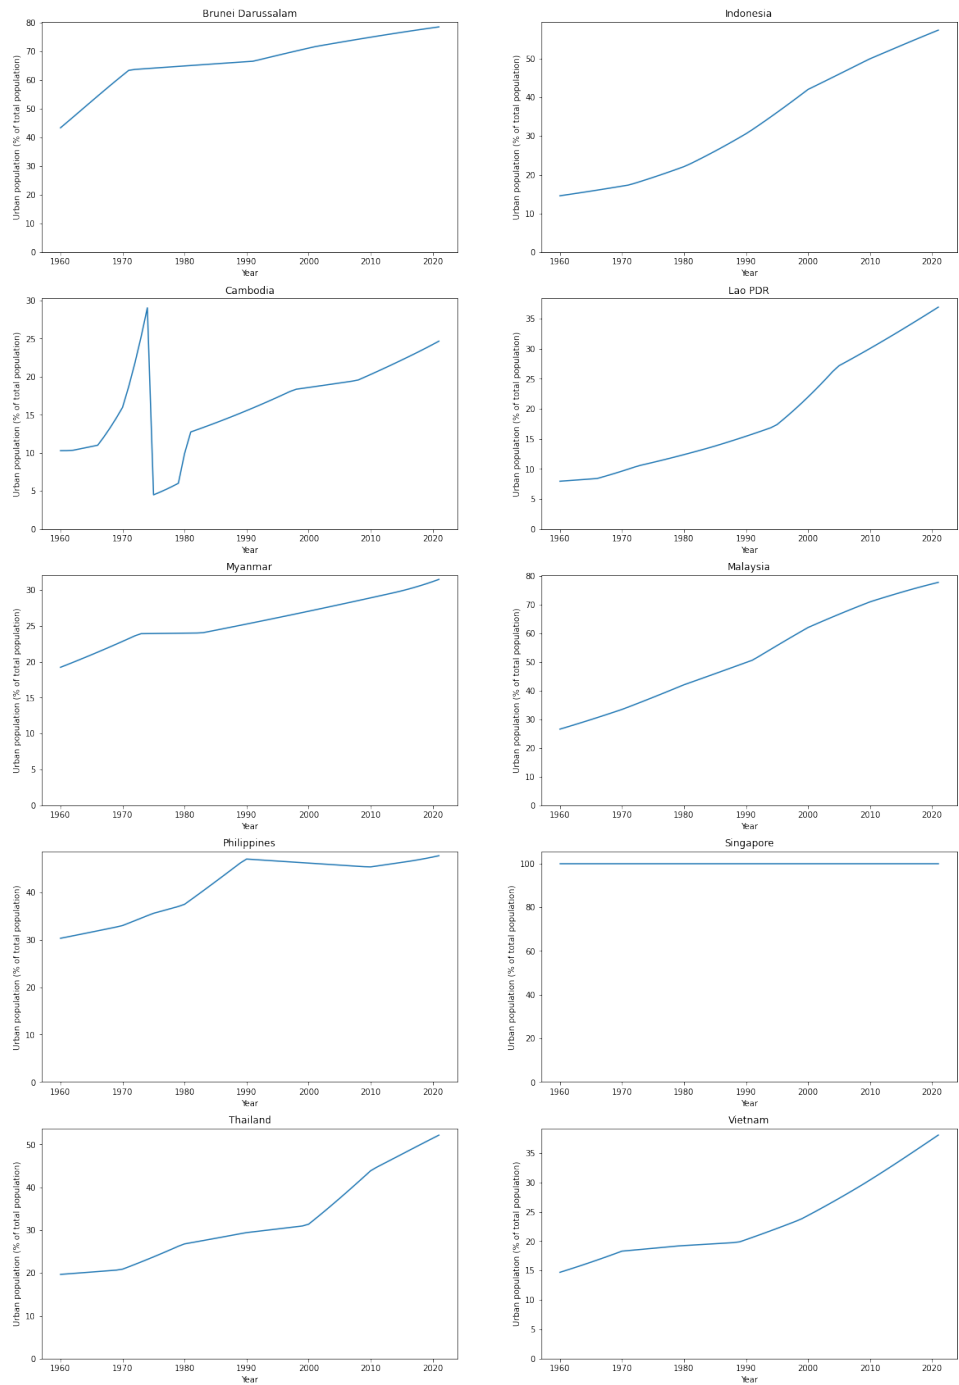 Brunei Darussalam
Urban population (% of total population)
80
70
60
50
40
30
20
10
0
1960 1970 1980 1990 2000 2010 2020
Year
Indonesia
Urban population (% of total population)
50
40
30
20
10
0
1960 1970 1980 1990 2000 2010 2020
Year
Cambodia
Urban population (% of total population)
30
25
20
15
10
5
0
1960 1970 1980 1990 2000 2010 2020
Year
Lao PDR
Urban population (% of total population)
35
30
25
20
15
10
5
0
1960 1970 1980 1990 2000 2010 2020
Year
Myanmar
Urban population (% of total population)
30
25
20
15
10
5
0
1960 1970 1980 1990 2000 2010 2020
Year
Malaysia
Urban population (% of total population)
80
70
60
50
40
30
20
10
0
1960 1970 1980 1990 2000 2010 2020
Year
Philippines
Urban population (% of total population)
40
30
20
10
0
1960 1970 1980 1990 2000 2010 2020
Year
Singapore
Urban population (% of total population)
100
80
60
40
20
0
1960 1970 1980 1990 2000 2010 2020
Year
Thailand
Urban population (% of total population)
50
40
30
20
10
0
1960 1970 1980 1990 2000 2010 2020
Year
Vietnam
Urban population (% of total population)
35
30
25
20
15
10
5
0
1960 1970 1980 1990 2000 2010 2020
Year